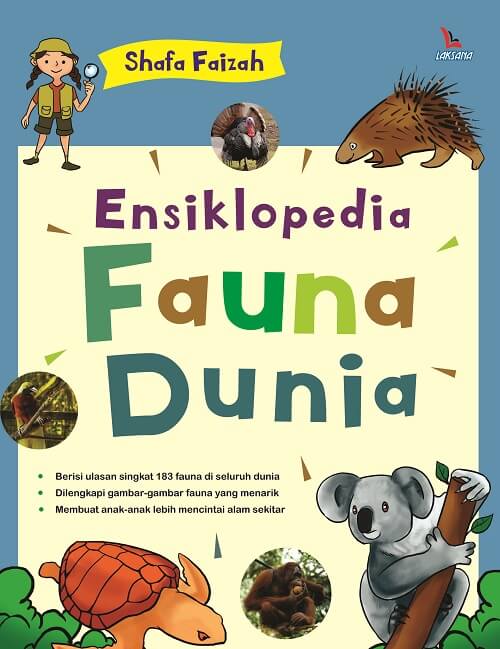 Shafa Faizah
LAKSANA
Ensiklopedia
Fauna
Dunia
• Berisi ulasan singkat 183 fauna di seluruh dunia
• Dilengkapi gambar-gambar fauna yang menarik
• Membuat anak-anak lebih mencintai alam sekitar